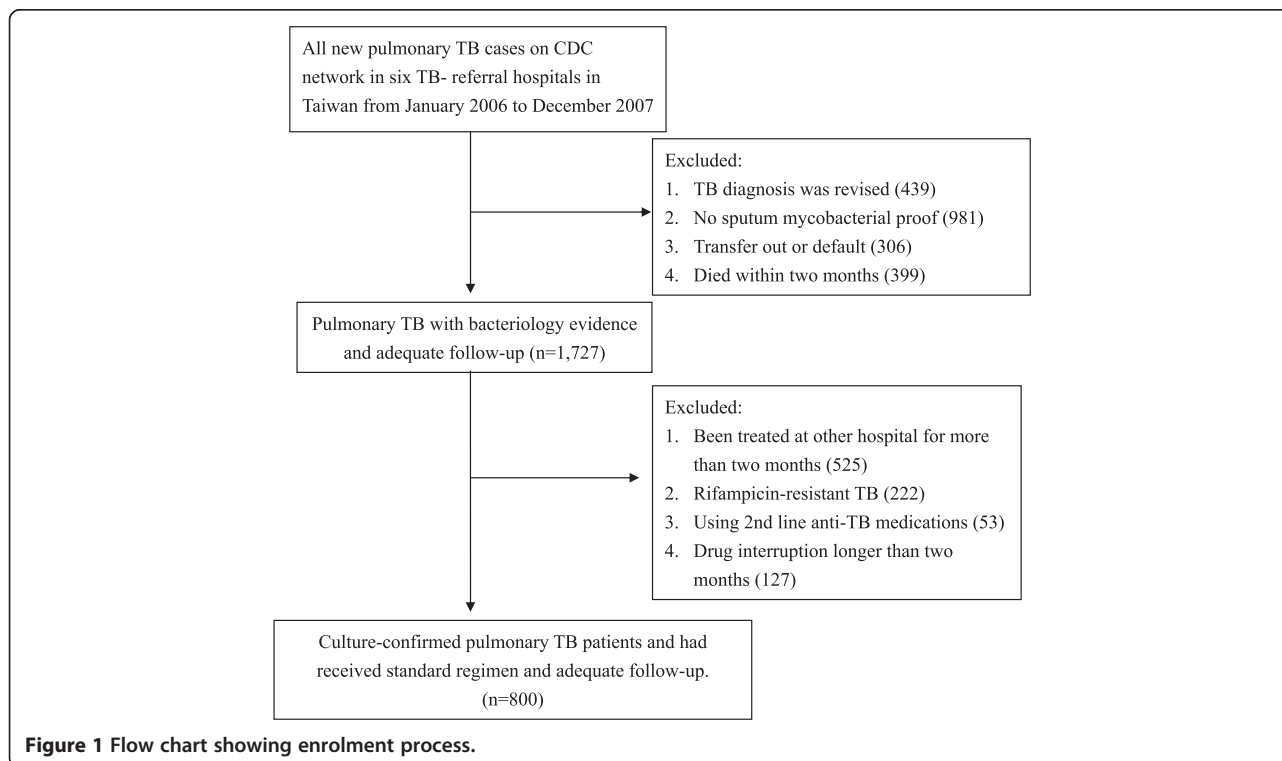 All new pulmonary TB cases on CDC
network in six TB- referral hospitals in
Taiwan from January 2006 to December 2007
Excluded:
1. TB diagnosis was revised (439)
2. No sputum mycobacterial proof (981)
3. Transfer out or default (306)
4. Died within two months (399)
Pulmonary TB with bacteriology evidence
and adequate follow-up (n=1,727)
Excluded:
1. Been treated at other hospital for more
than two months (525)
2. Rifampicin-resistant TB (222)
3. Using 2nd line anti-TB medications (53)
4. Drug interruption longer than two
months (127)
Culture-confirmed pulmonary TB patients and had
received standard regimen and adequate follow-up.
(n=800)
Figure 1 Flow chart showing enrolment process.